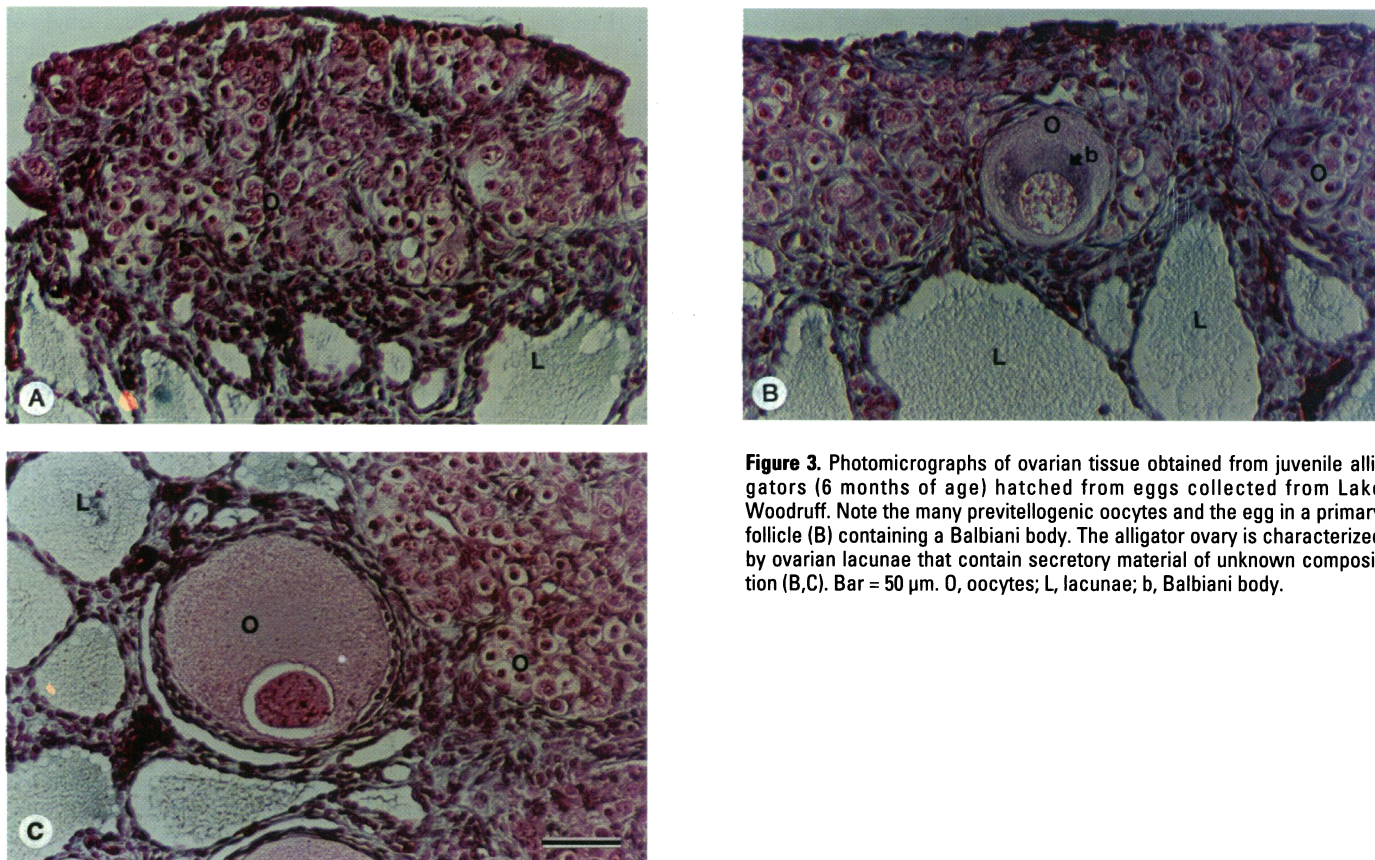 O
L
A
O
b
O
L
L
B
L
O
O
C
Figure 3. Photomicrographs of ovarian tissue obtained from juvenile alli-
gators (6 months of age) hatched from eggs collected from Lake
Woodruff. Note the many previtellogenic oocytes and the egg in a primary
follicle (B) containing a Balbiani body. The alligator ovary is characterized
by ovarian lacunae that contain secretory material of unknown composi-
tion (B,C). Bar = 50 µm. O, oocytes; L, lacunae; b, Balbiani body.